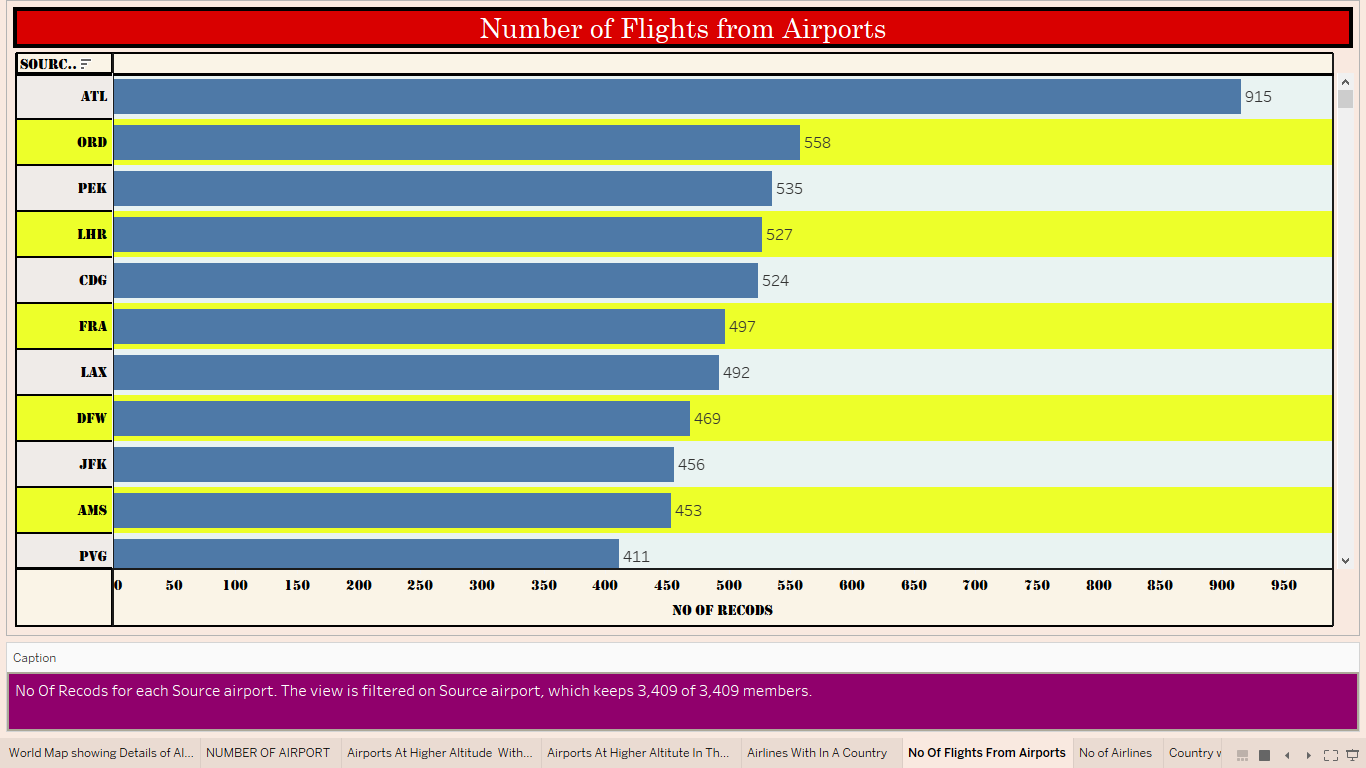 Number of Flights from Airports
SOURC..
ATL 915
ORD 558
PEK 535
LHR 527
CDG 524
FRA 497
LAX 492
DFW 469
JFK 456
AMS 453
PVG 411
0 50 100 150 200 250 300 350 400 450 500 550 600 650 700 750 800 850 900 950
NO OF RECODS
Caption
No Of Recods for each Source airport. The view is filtered on Source airport, which keeps 3,409 of 3,409 members.
World Map showing Details of Al... NUMBER OF AIRPORT Airports At Higher Altitude With... Airports At Higher Altitute In Th... Airlines With In A Country No Of Flights From Airports No of Airlines Country